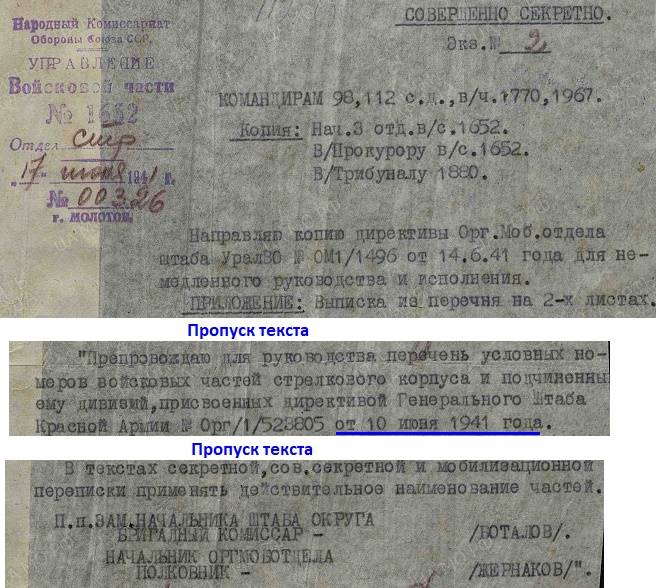 Народный Комиссариат
Обороны Союза ССР.
УПРАВЛЕНИЕ
Войсковой части
№ 1652
Отдел
"17" июня 1941 г.
№ 00326
г. МОЛОТОВ.
СОВЕРШЕННО СЕКРЕТНО.
Экз.№ 2
КОМАНДИРАМ 98,112 с.д.,в/ч.1770,1967.
Копия: Нач.3 отд.в/с.1652.
В/Прокурору в/с.1652.
В/Трибуналу 1880.
Направляю копию директивы Орг.Моб.отдела
штаба УралВО № ОМ1/1496 от 14.6.41 года для не-
медленного руководства и исполнения.
ПРИЛОЖЕНИЕ: Выписка из перечня на 2-х листах.
Пропуск текста
"Препровождаю для руководства перечень условных но-
меров войсковых частей стрелкового корпуса и подчиненны
ему дивизий,присвоенных директивой Генерального Штаба
Красной Армии № Орг/1/523805 от 10 июня 1941 года.
Пропуск текста
В текстах секретной,сов.секретной и мобилизационной
переписки применять действительное наименование частей.
П.п.ЗАМ.НАЧАЛЬНИКА ШТАБА ОКРУГА
БРИГАДНЫЙ КОМИССАР - /БОТАЛОВ/.
НАЧАЛЬНИК ОРГМОБОТДЕЛА
ПОЛКОВНИК - /ЖЕРНАКОВ/".